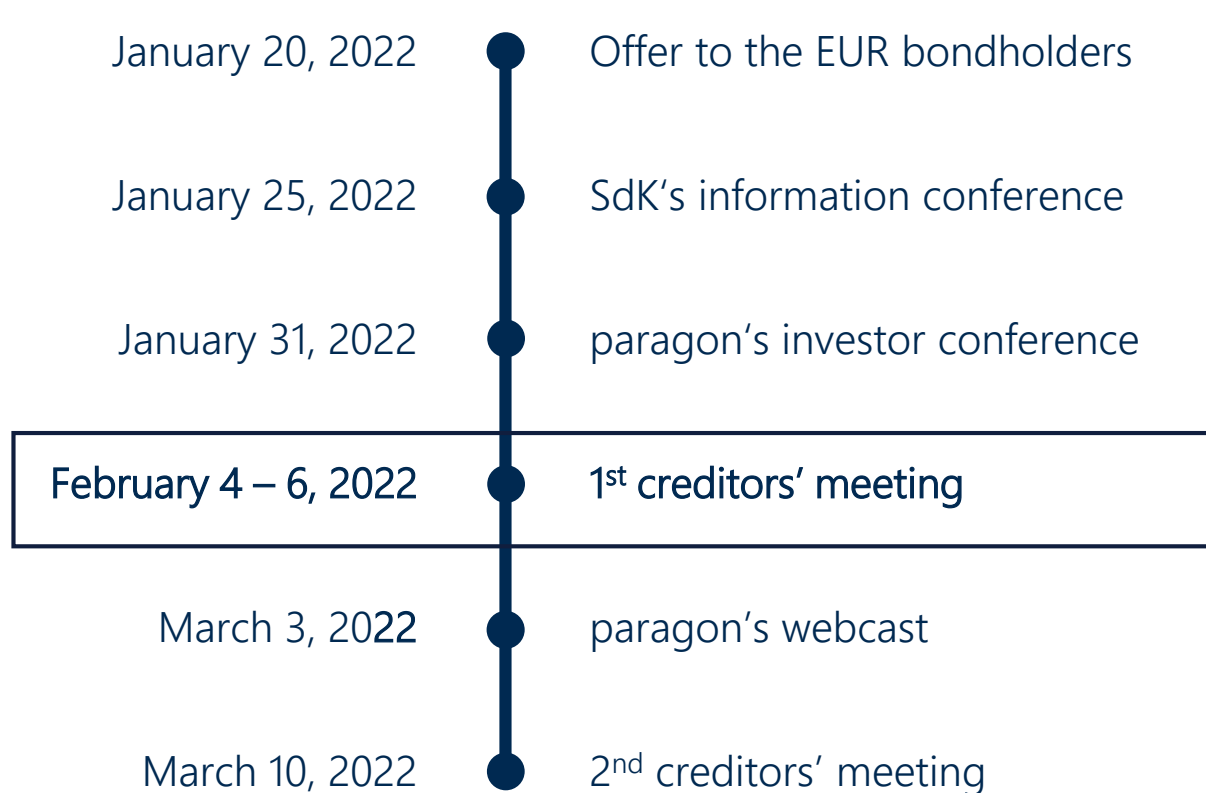 January 20, 2022 Offer to the EUR bondholders
January 25, 2022 SdK‘s information conference
January 31, 2022 paragon‘s investor conference
February 4 – 6, 2022 1st creditors’ meeting
March 3, 2022 paragon’s webcast
March 10, 2022 2nd creditors’ meeting